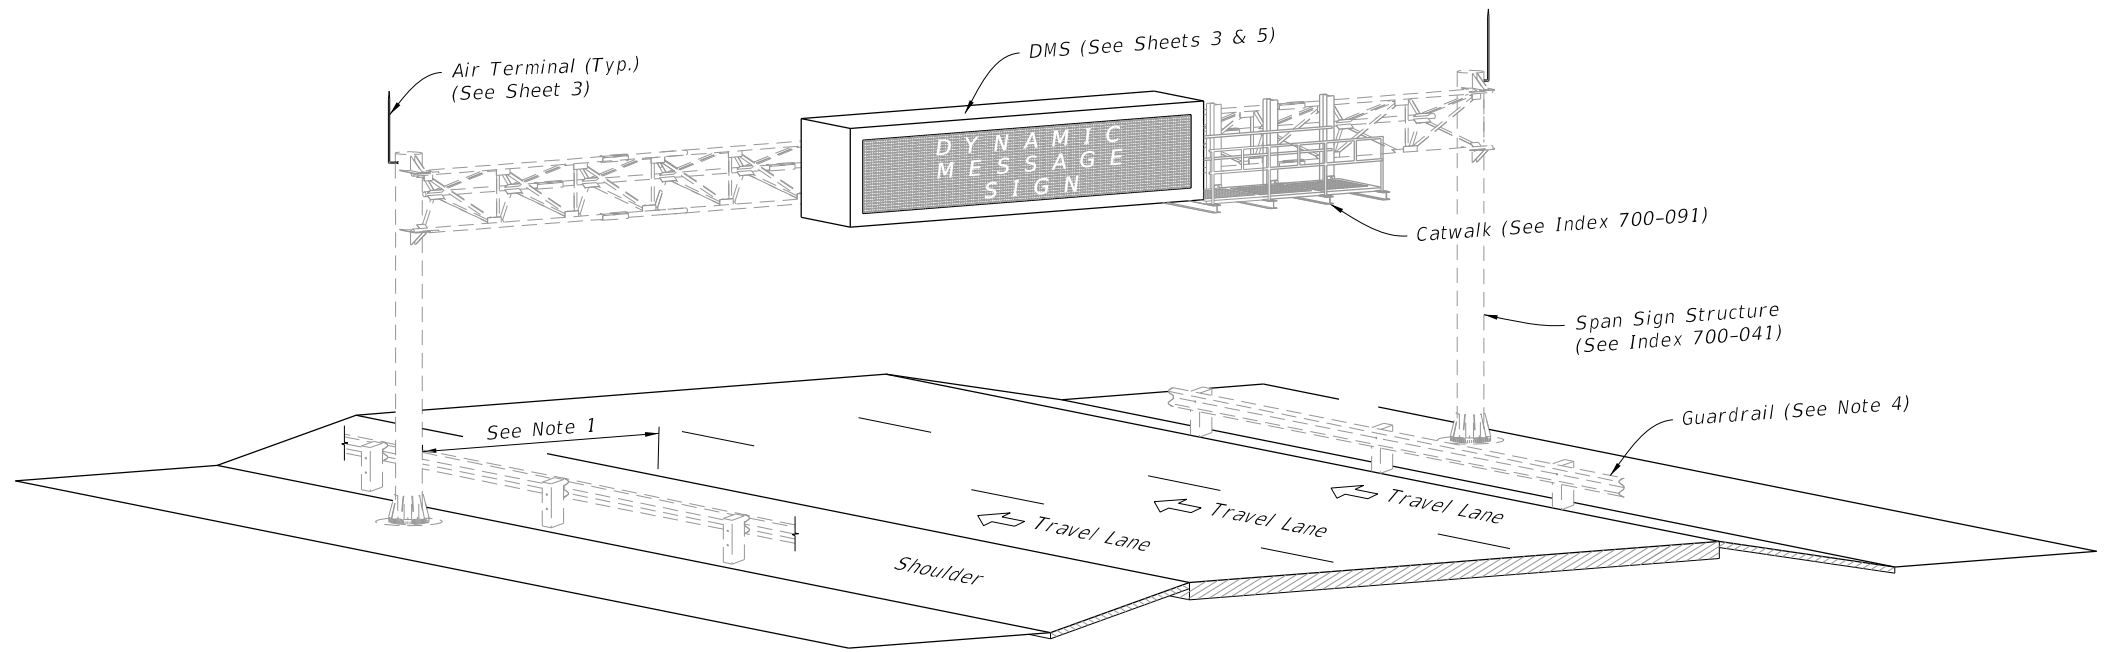 DMS (See Sheets 3 & 5)
Air Terminal (Typ.)
(See Sheet 3)
DYNAMIC
MESSAGE
SIGN
Catwalk (See Index 700-091)
Span Sign Structure
(See Index 700-041)
Guardrail (See Note 4)
See Note 1
Travel Lane
Travel Lane
Travel Lane
Shoulder